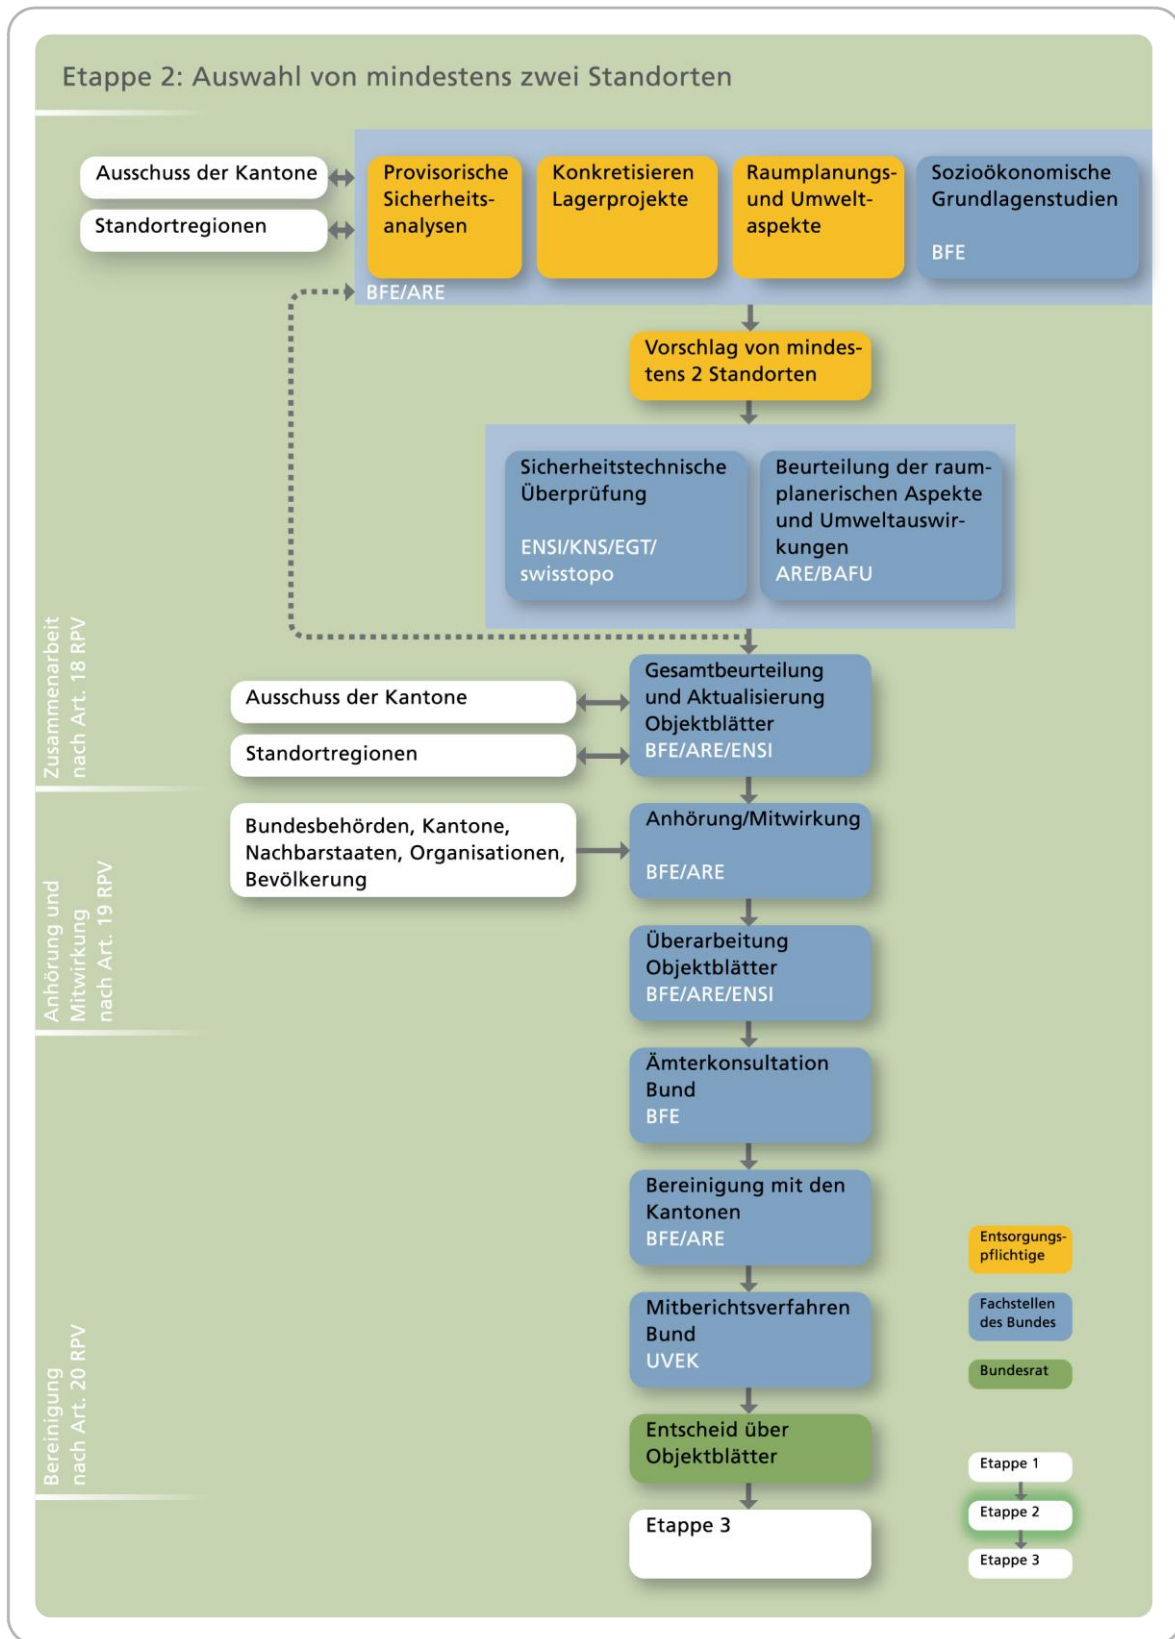 Etappe 2: Auswahl von mindestens zwei Standorten
Ausschuss der Kantone
Standortregionen
Provisorische
Sicherheits-
analysen
Konkretisieren
Lagerprojekte
Raumplanungs-
und Umwelt-
aspekte
Sozioökonomische
Grundlagenstudien
BFE
BFE/ARE
Vorschlag von mindes-
tens 2 Standorten
Sicherheitstechnische
Überprüfung
ENSI/KNS/EGT/
swisstopo
Beurteilung der raum-
planerischen Aspekte
und Umweltauswir-
kungen
ARE/BAFU
Zusammenarbeit
nach Art. 18 RPV
Ausschuss der Kantone
Standortregionen
Gesamtbeurteilung
und Aktualisierung
Objektblätter
BFE/ARE/ENSI
Anhörung und
Mitwirkung
nach Art. 19 RPV
Bundesbehörden, Kantone,
Nachbarstaaten, Organisationen,
Bevölkerung
Anhörung/Mitwirkung
BFE/ARE
Überarbeitung
Objektblätter
BFE/ARE/ENSI
Bereinigung
nach Art. 20 RPV
Ämterkonsultation
Bund
BFE
Bereinigung mit den
Kantonen
BFE/ARE
Mitberichtsverfahren
Bund
UVEK
Entscheid über
Objektblätter
Etappe 3
Entsorgungs-
pflichtige
Fachstellen
des Bundes
Bundesrat
Etappe 1
Etappe 2
Etappe 3